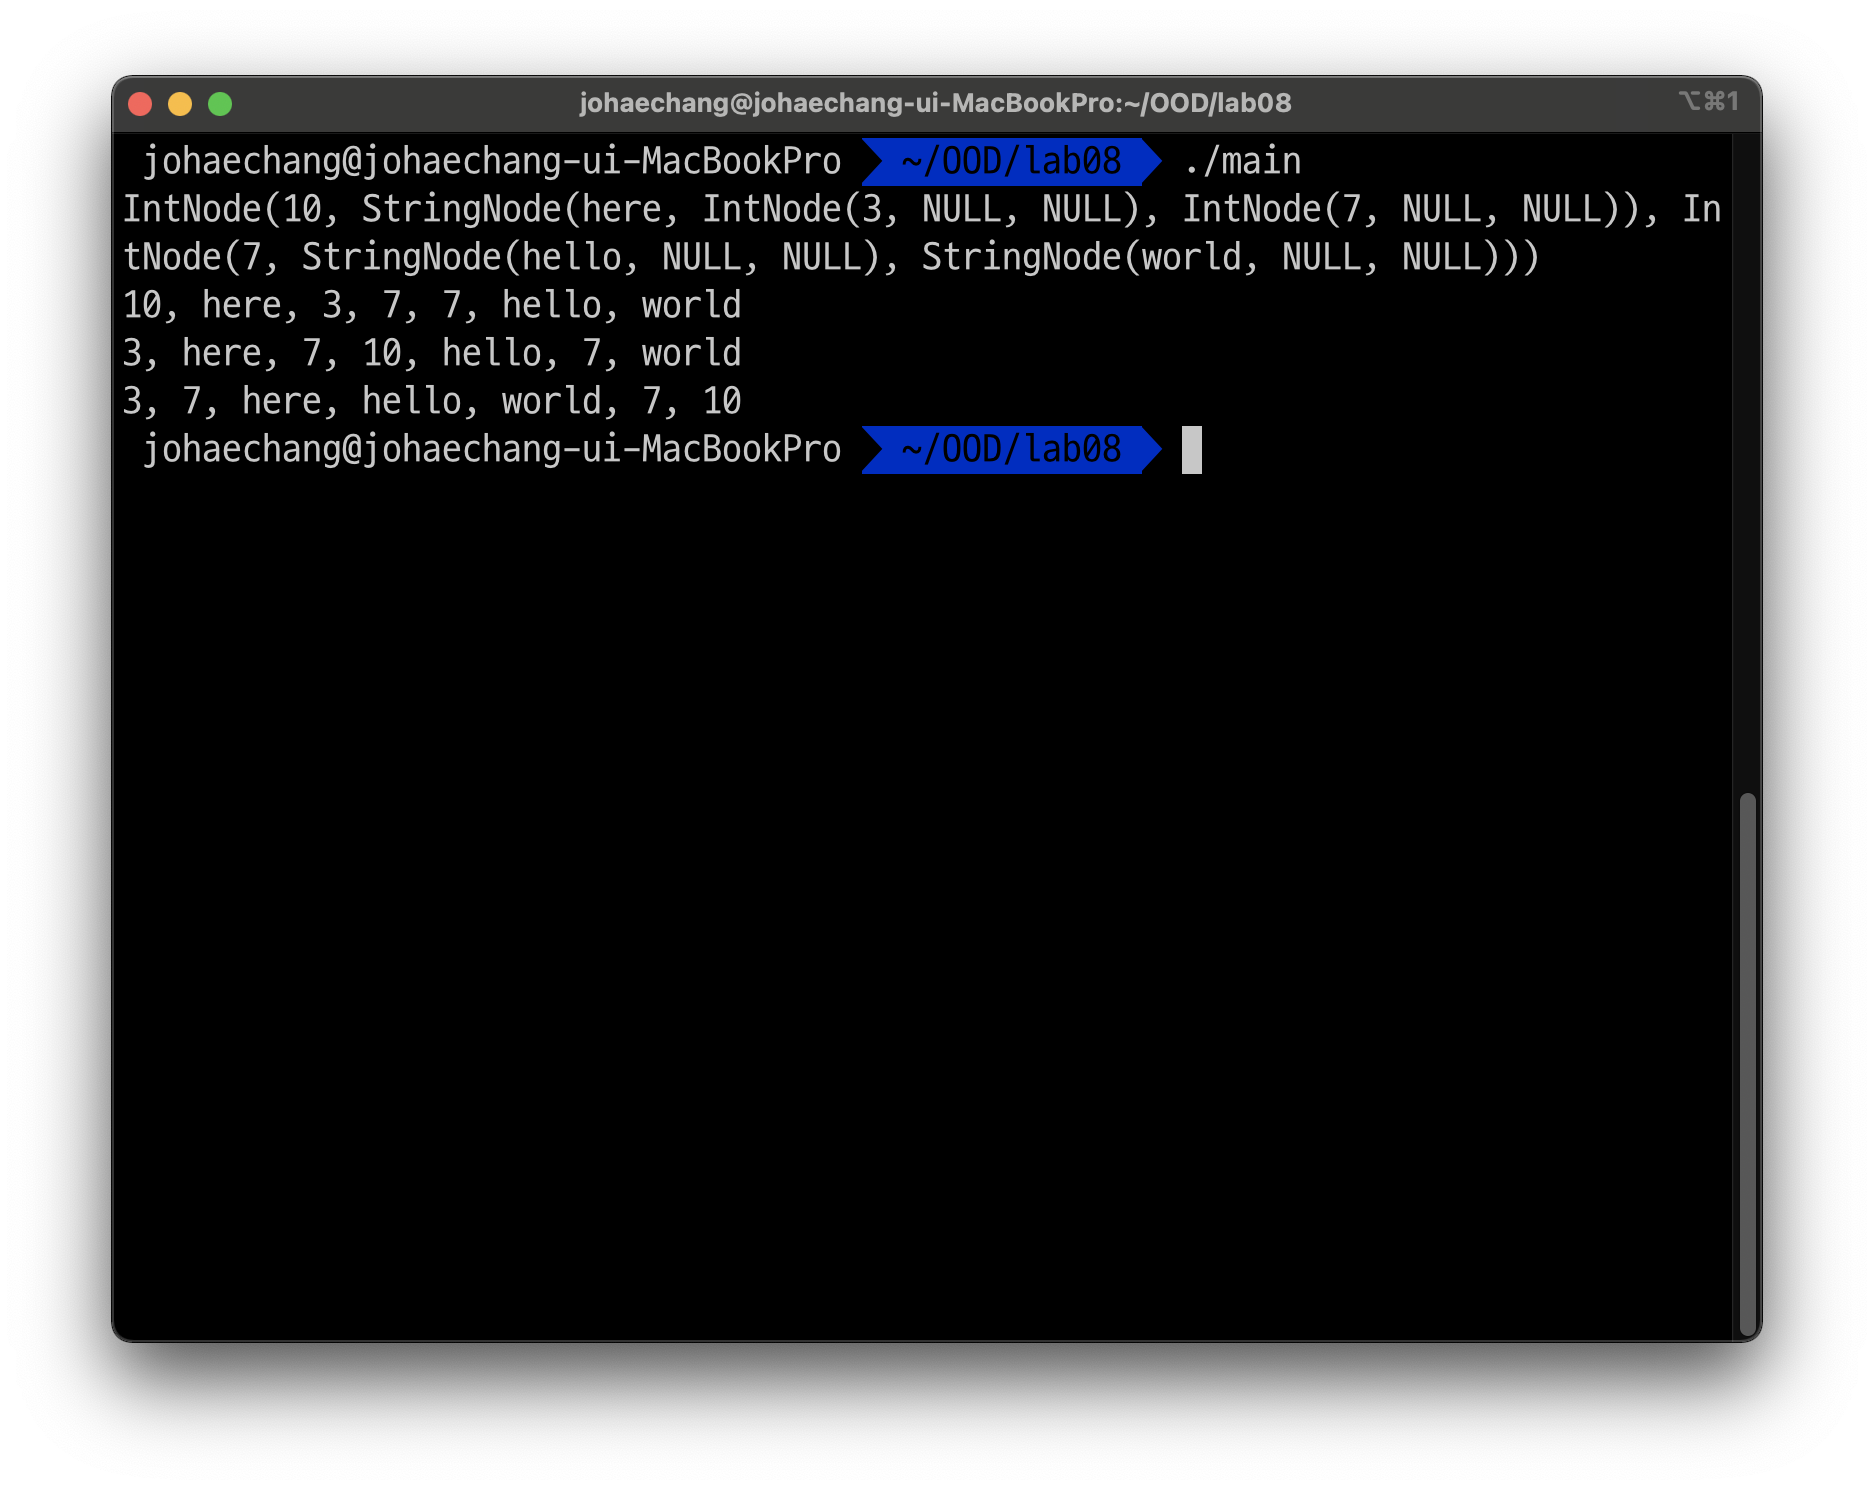 johaechang@johaechang-ui-MacBookPro:~/OOD/lab08
⌥⌘1
johaechang@johaechang-ui-MacBookPro ~/OOD/lab08 ./main
IntNode(10, StringNode(here, IntNode(3, NULL, NULL), IntNode(7, NULL, NULL)), In
tNode(7, StringNode(hello, NULL, NULL), StringNode(world, NULL, NULL)))
10, here, 3, 7, 7, hello, world
3, here, 7, 10, hello, 7, world
3, 7, here, hello, world, 7, 10
johaechang@johaechang-ui-MacBookPro ~/OOD/lab08